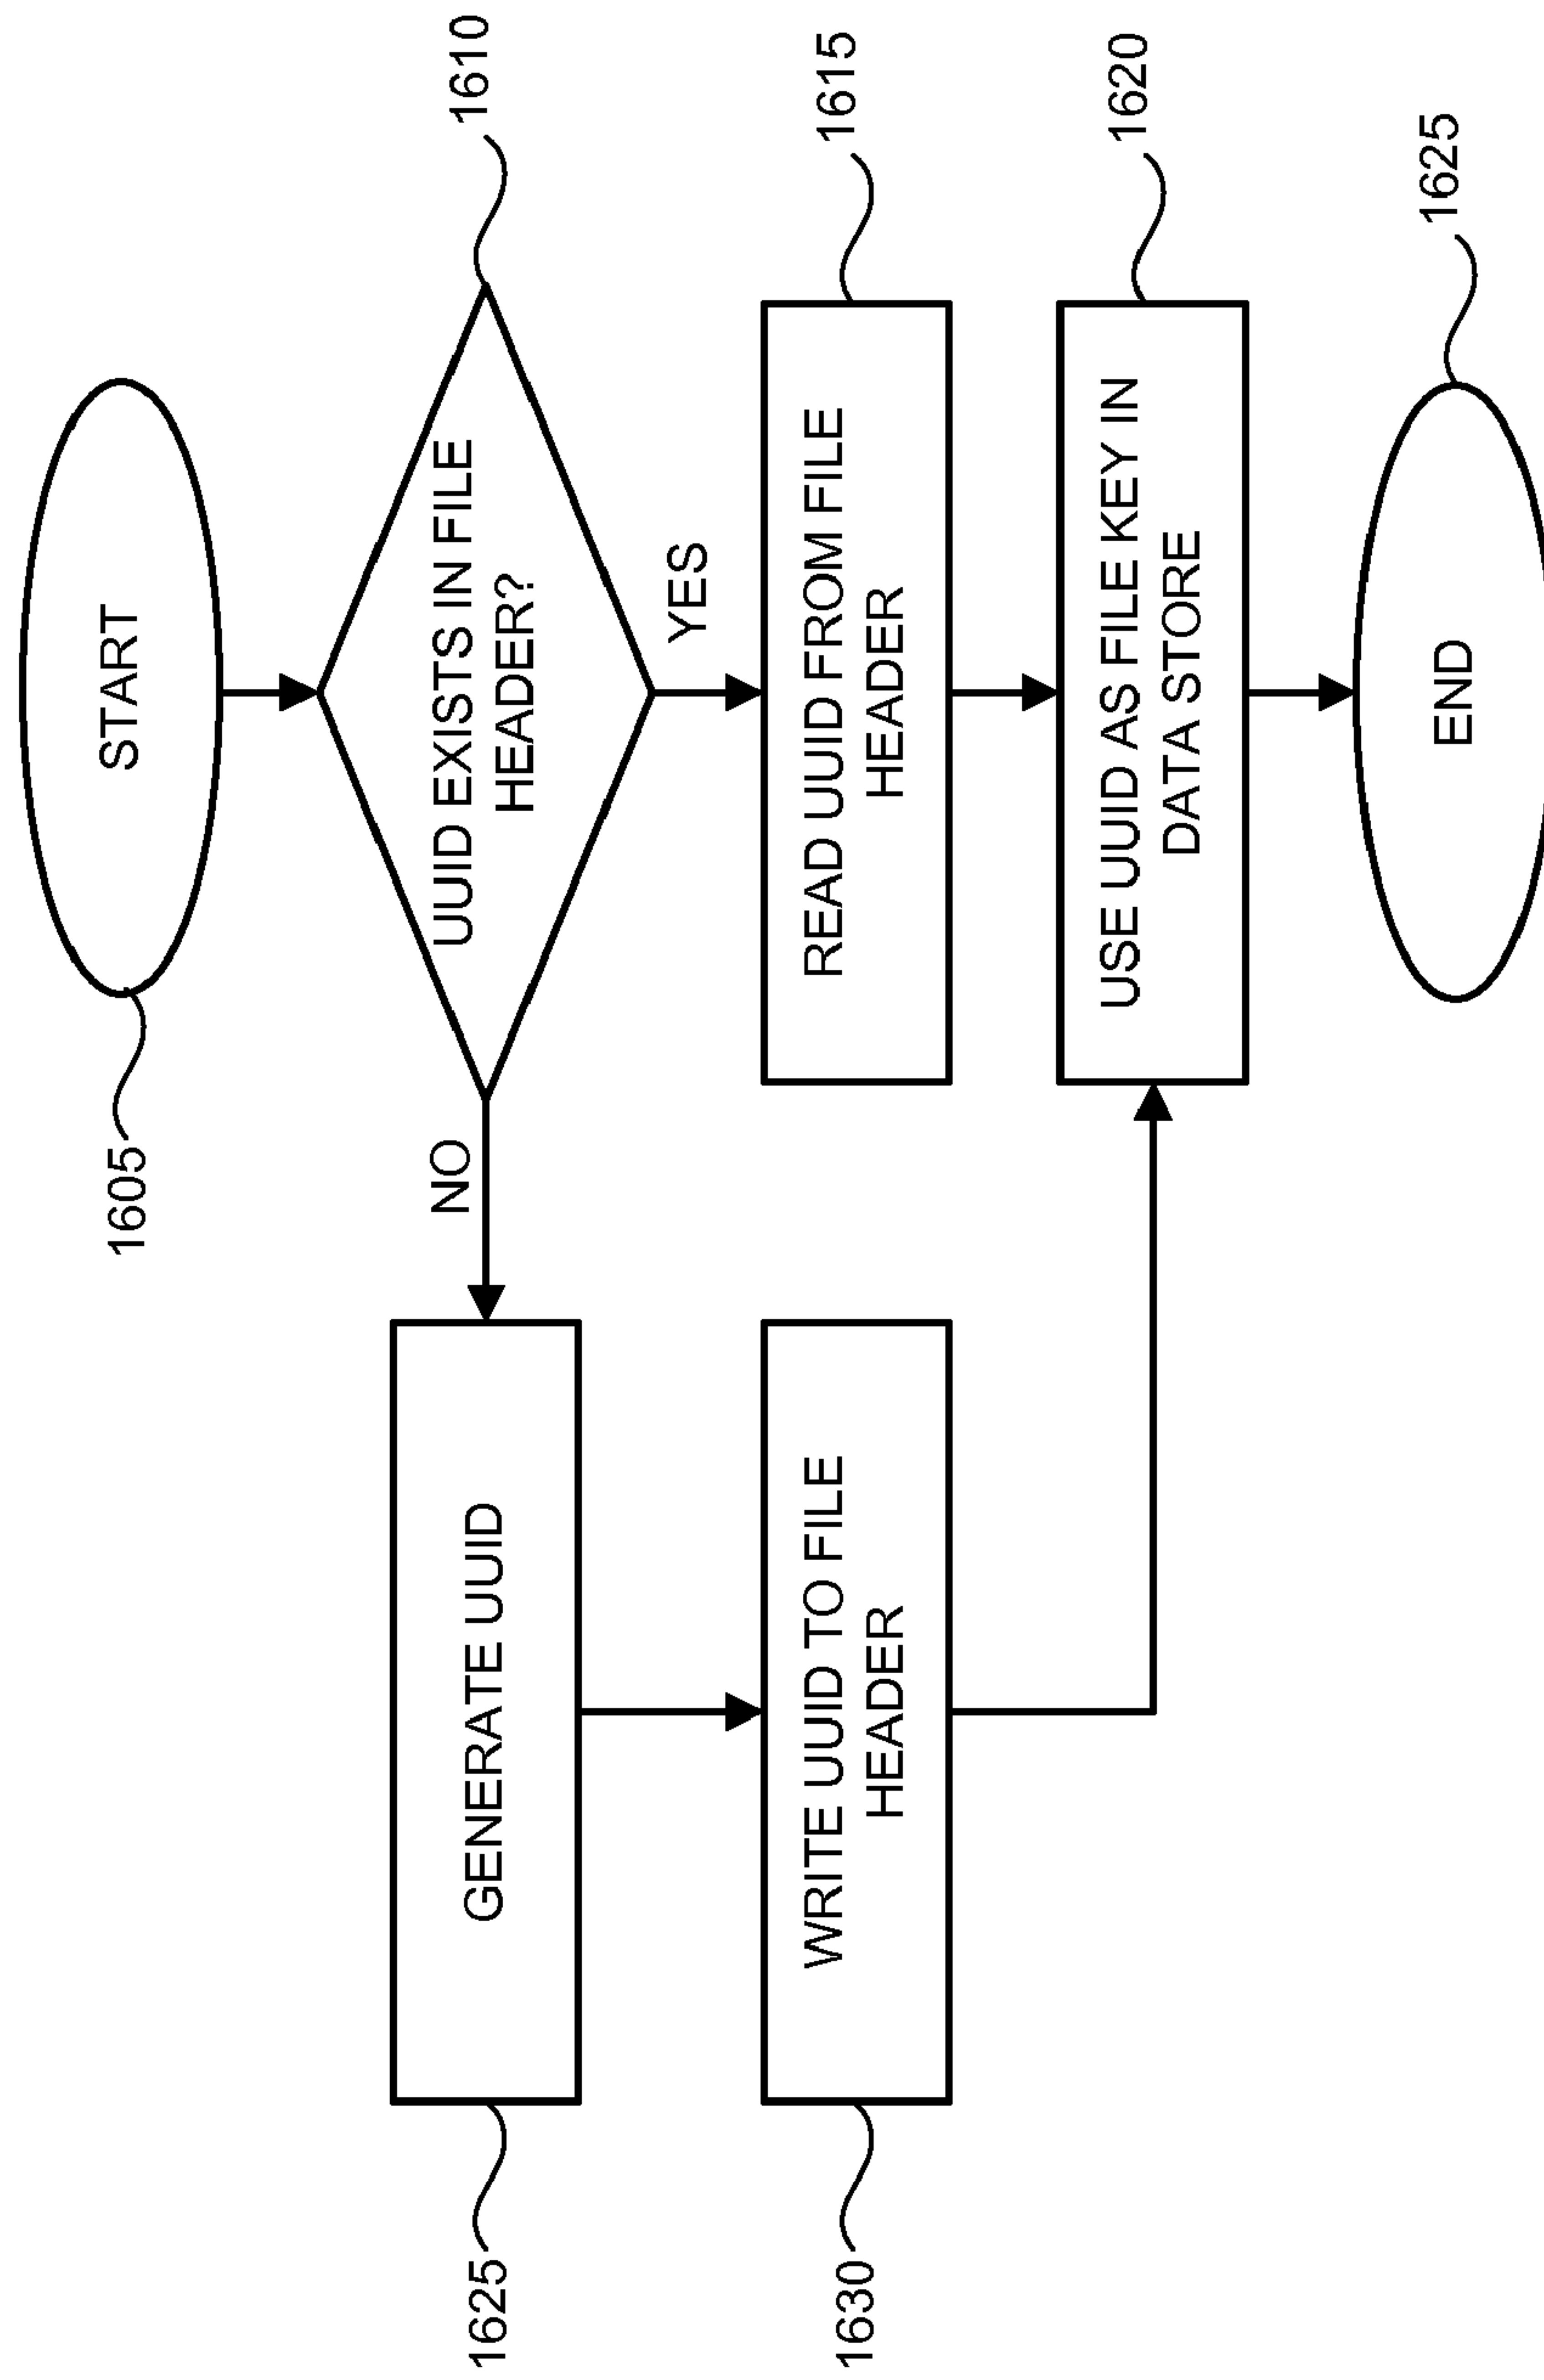 START
1605
UUID EXISTS IN FILE
HEADER?
1610
NO
YES
GENERATE UUID
1625
READ UUID FROM FILE
HEADER
1615
WRITE UUID TO FILE
HEADER
1630
USE UUID AS FILE KEY IN
DATA STORE
1620
END
1625